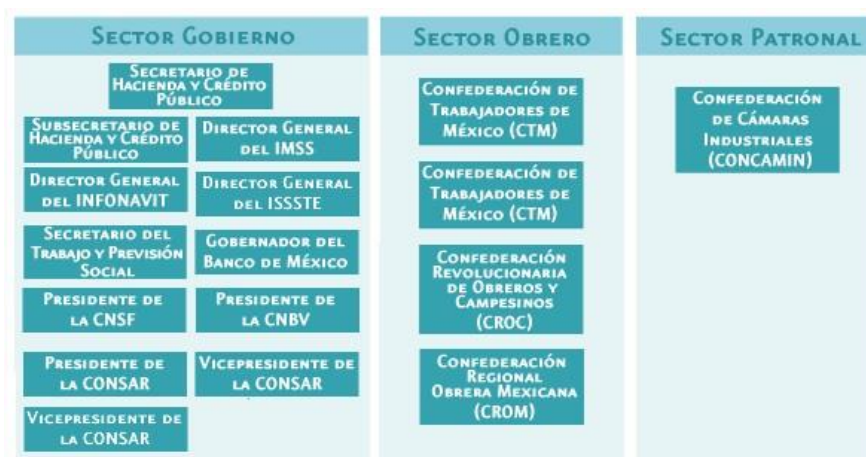 SECTOR GOBIERNO
SECRETARIO DE
HACIENDA Y CRÉDITO
PÚBLICO
SUBSECRETARIO DE
HACIENDA Y CRÉDITO
PÚBLICO
DIRECTOR GENERAL
DEL IMSS
DIRECTOR GENERAL
DEL INFONAVIT
DIRECTOR GENERAL
DEL ISSSTE
SECRETARIO DEL
TRABAJO Y PREVISIÓN
SOCIAL
GOBERNADOR DEL
BANCO DE MÉXICO
PRESIDENTE DE
LA CNSF
PRESIDENTE DE
LA CNBV
PRESIDENTE DE
LA CONSAR
VICEPRESIDENTE DE
LA CONSAR
VICEPRESIDENTE DE
LA CONSAR
SECTOR OBRERO
CONFEDERACIÓN DE
TRABAJADORES DE
MÉXICO (CTM)
CONFEDERACIÓN DE
TRABAJADORES DE
MÉXICO (CTM)
CONFEDERACIÓN
REVOLUCIONARIA
DE OBREROS Y
CAMPESINOS
(CROC)
CONFEDERACIÓN
REGIONAL
OBRERA MEXICANA
(CROM)
SECTOR PATRONAL
CONFEDERACIÓN
DE CÁMARAS
INDUSTRIALES
(CONCAMIN)